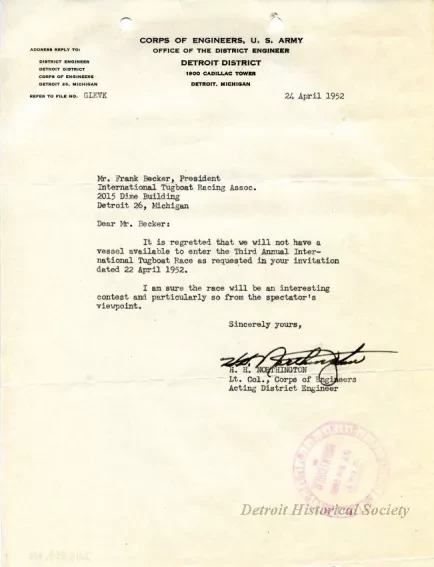 CORPS OF ENGINEERS, U. S. ARMY
OFFICE OF THE DISTRICT ENGINEER
DETROIT DISTRICT
1900 CADILLAC TOWER
DETROIT, MICHIGAN
ADDRESS REPLY TO:
DISTRICT ENGINEER
DETROIT DISTRICT
CORPS OF ENGINEERS
DETROIT 26, MICHIGAN
REFER TO FILE NO. GLEVK
24 April 1952
Mr. Frank Becker, President
International Tugboat Racing Assoc.
2015 Dime Building
Detroit 26, Michigan
Dear Mr. Becker:
It is regretted that we will not have a
vessel available to enter the Third Annual Inter-
national Tugboat Race as requested in your invitation
dated 22 April 1952.
I am sure the race will be an interesting
contest and particularly so from the spectator's
viewpoint.
Sincerely yours,
H. H. Northington
H. H. NORTHINGTON
Lt. Col., Corps of Engineers
Acting District Engineer
Detroit Historical Society